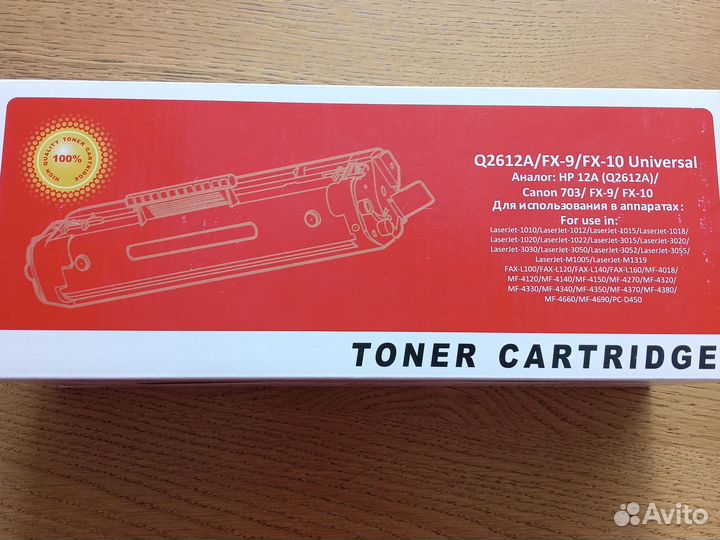 HIGH QUALITY TONER CARTRIDGE
100%
Q2612A/FX-9/FX-10 Universal
Аналог: HP 12A (Q2612A)/
Canon 703/ FX-9/ FX-10
Для использования в аппаратах:
For use in:
LaserJet-1010/LaserJet-1012/LaserJet-1015/LaserJet-1018/
LaserJet-1020/LaserJet-1022/LaserJet-3015/LaserJet-3020/
LaserJet-3030/LaserJet-3050/LaserJet-3052/LaserJet-3055/
LaserJet-M1005/LaserJet-M1319
FAX-L100/FAX-L120/FAX-L140/FAX-L160/MF-4018/
MF-4120/MF-4140/MF-4150/MF-4270/MF-4320/
MF-4330/MF-4340/MF-4350/MF-4370/MF-4380/
MF-4660/MF-4690/PC-D450
TONER CARTRIDGE
Avito